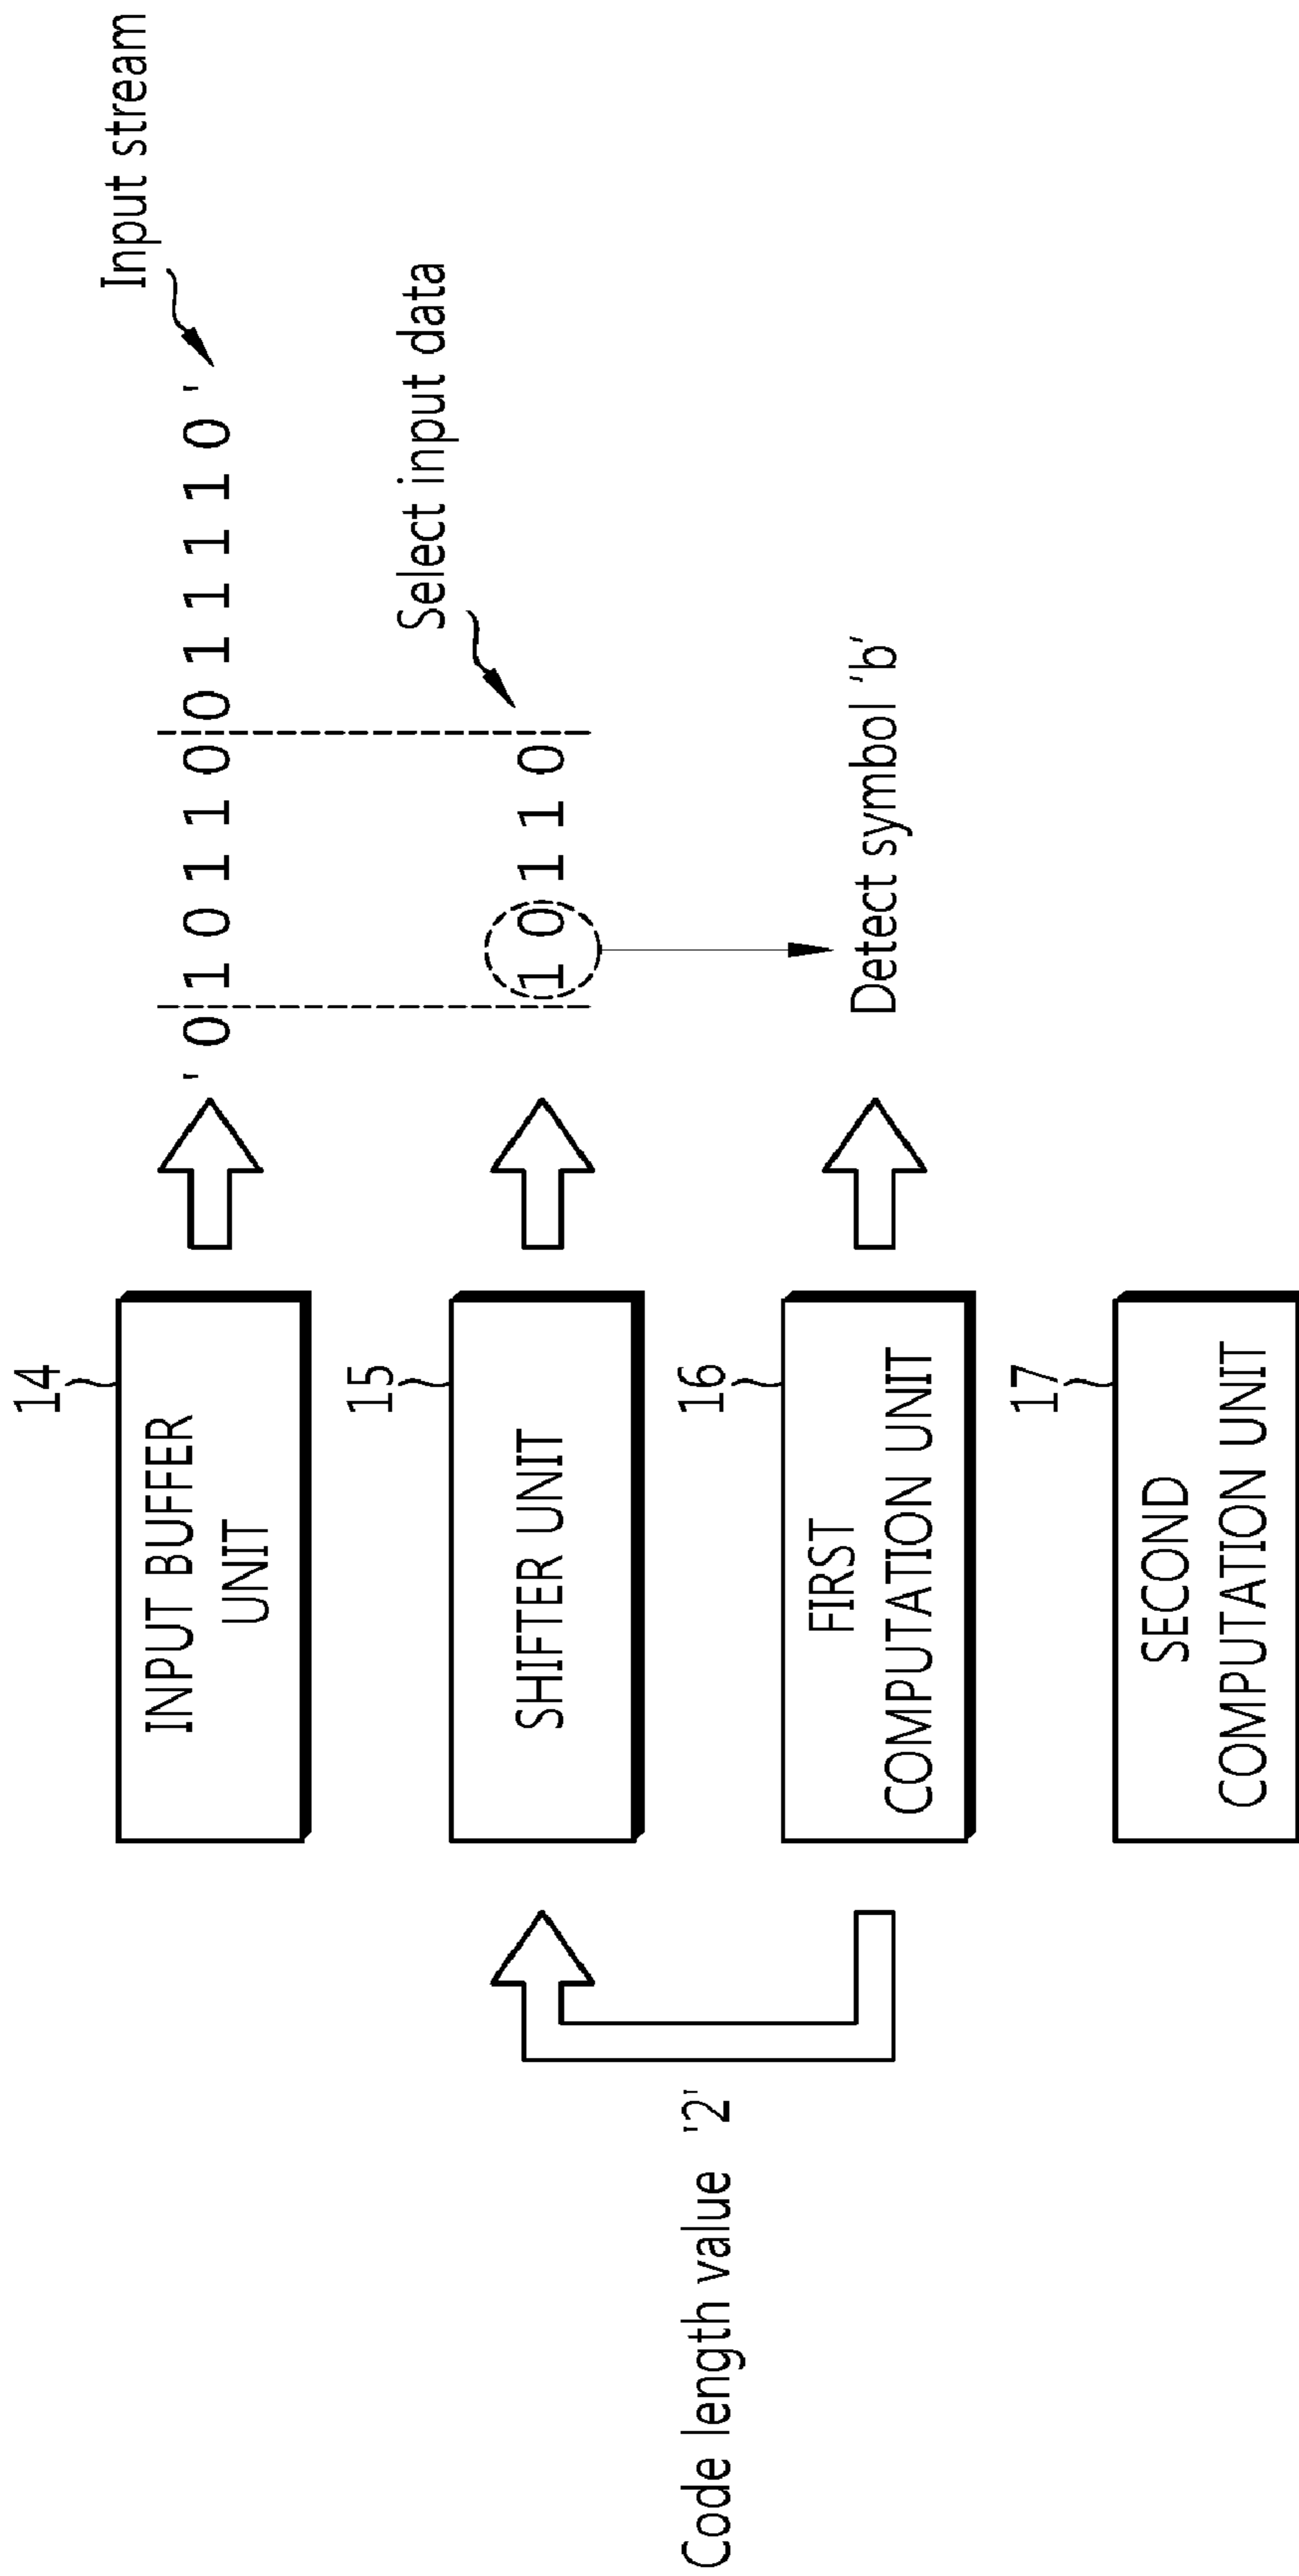 14
Input stream
INPUT BUFFER
UNIT
' 0 1 0 1 1 0 0 1 1 1 1 0 '
15
Select input data
SHIFTER UNIT
1 0 1 1 0
Code length value '2'
16
FIRST
COMPUTATION UNIT
Detect symbol ‘b’
17
SECOND
COMPUTATION UNIT